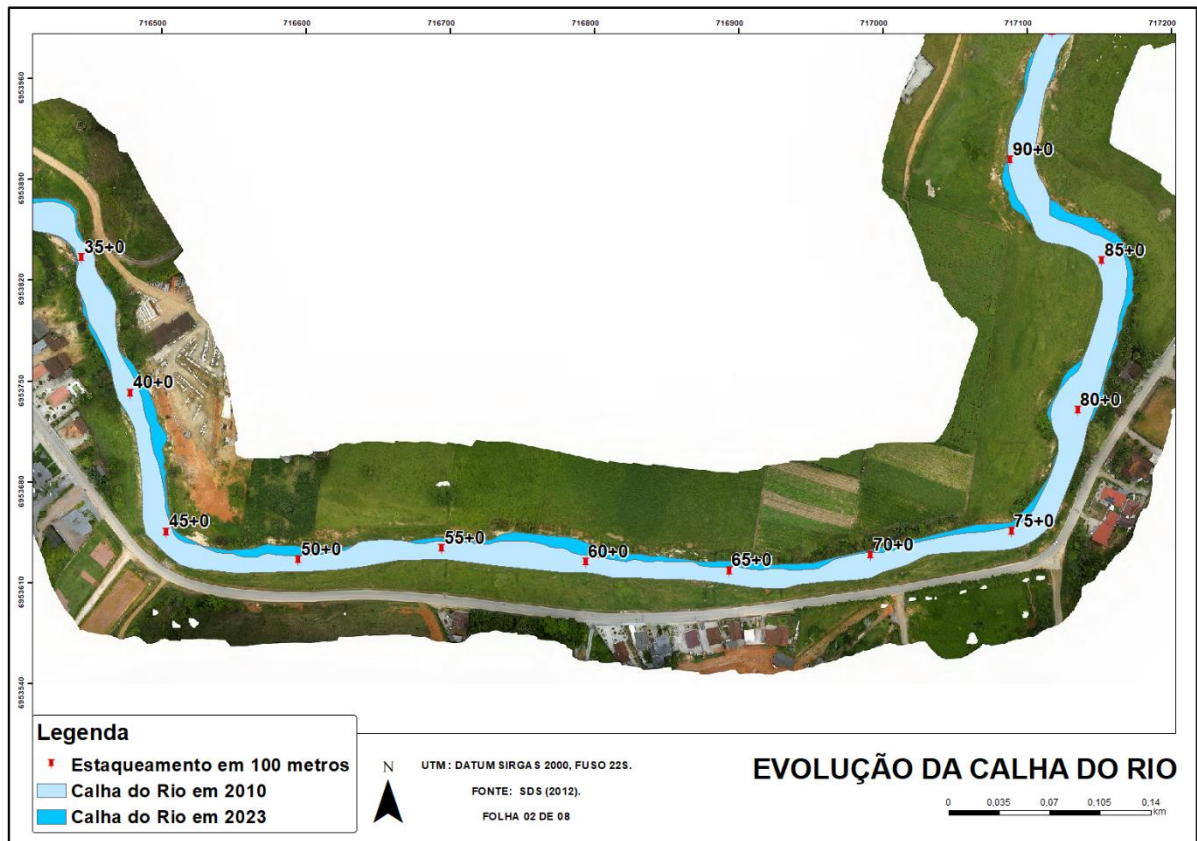 716500 716600 716700 716800 716900 717000 717100 717200
6953960
6953890
6953820
6953750
6953680
6953610
6953540
90+0
35+0
85+0
40+0
80+0
45+0
75+0
55+0
50+0
70+0
60+0
65+0
Legenda
Estaqueamento em 100 metros
Calha do Rio em 2010
Calha do Rio em 2023
N
UTM : DATUM SIRGAS 2000, FUSO 22S.
FONTE: SDS (2012).
FOLHA 02 DE 08
EVOLUÇÃO DA CALHA DO RIO
0 0,035 0,07 0,105 0,14
km